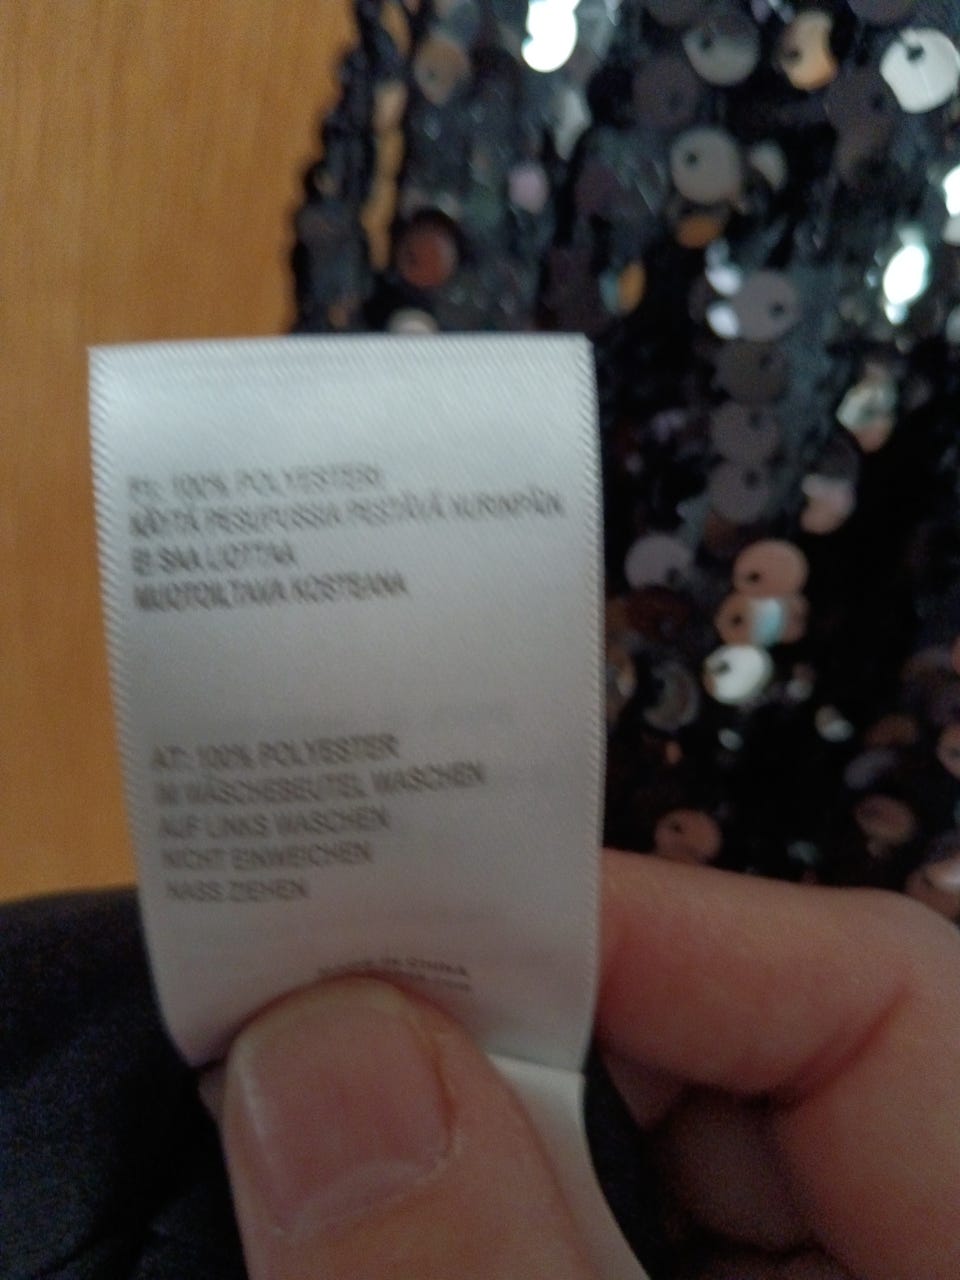 FI: 100% POLYESTERI
KÄYTÄ PESUPUSSIA PESTÄVÄ NURINPÄIN
EI SAA LIOTTAA
MUOTOILTAVA KOSTEANA
AT: 100% POLYESTER
IM WÄSCHEBEUTEL WASCHEN
AUF LINKS WASCHEN
NICHT EINWEICHEN
NASS ZIEHEN
MADE IN CHINA